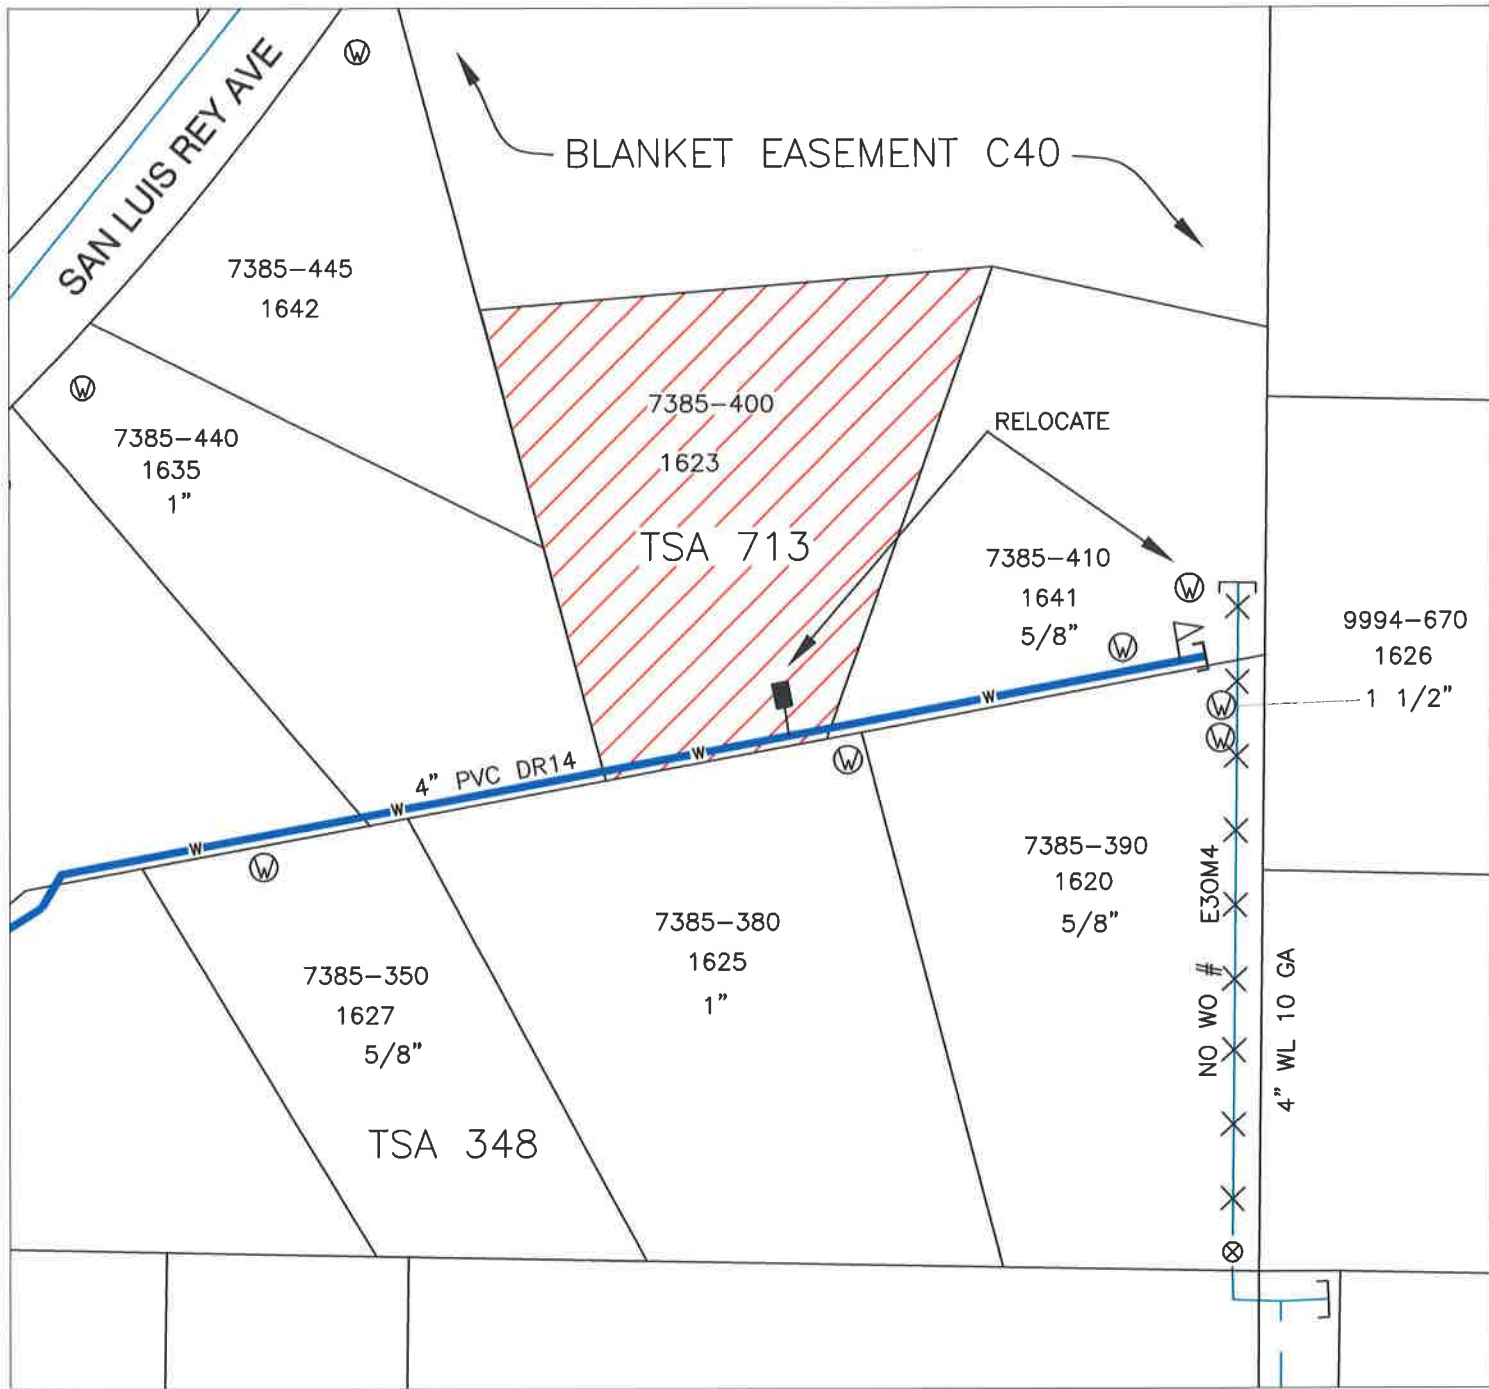 SAN LUIS REY AVE
W
BLANKET EASEMENT C40
7385-445
1642
W
7385-440
1635
1"
7385-400
1623
TSA 713
RELOCATE
7385-410
1641
5/8"
W
W
9994-670
1626
1 1/2"
W
W
4" PVC DR14
W
W
W
W
W
W
7385-350
1627
5/8"
TSA 348
7385-380
1625
1"
7385-390
1620
5/8"
NO WO # E30M4
4" WL 10 GA